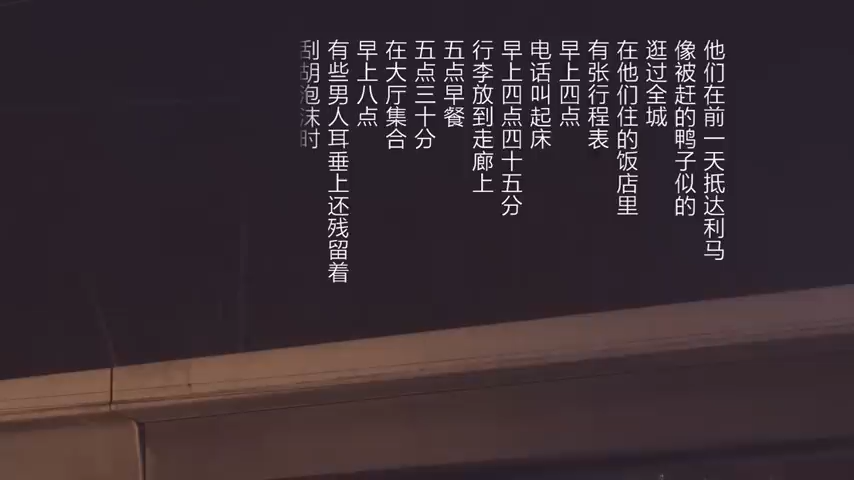 他们在前一天抵达利马
像被赶的鸭子似的
逛过全城
在他们住的饭店里
有张行程表
早上四点
电话叫起床
早上四点四十五分
行李放到走廊上
五点早餐
五点三十分
在大厅集合
早上八点
有些男人耳垂上还残留着
刮胡泡沫时